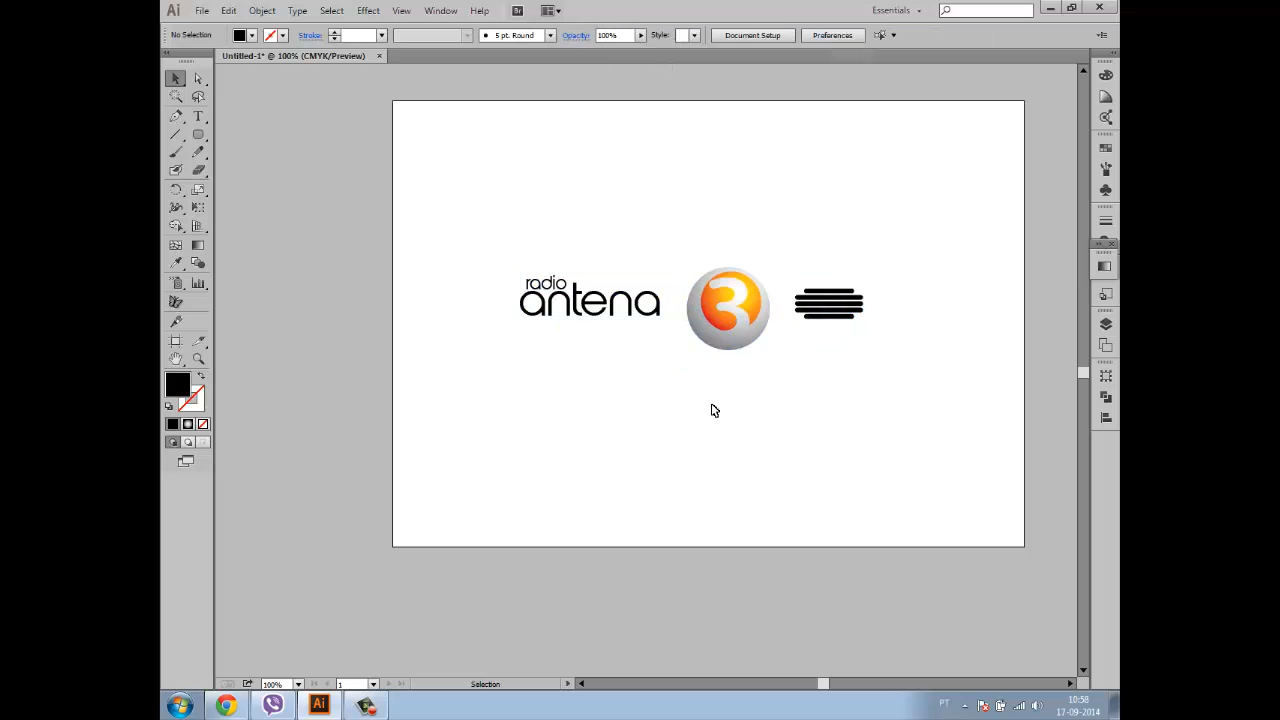 Ai File Edit Object Type Select Effect View Window Help Br Essentials
No Selection Stroke: 5 pt. Round Opacity: 100% Style: Document Setup Preferences
Untitled-1* @ 100% (CMYK/Preview) ×
T
radio
antena
3
100% 1 Selection
Ai PT 10:58
17-09-2014